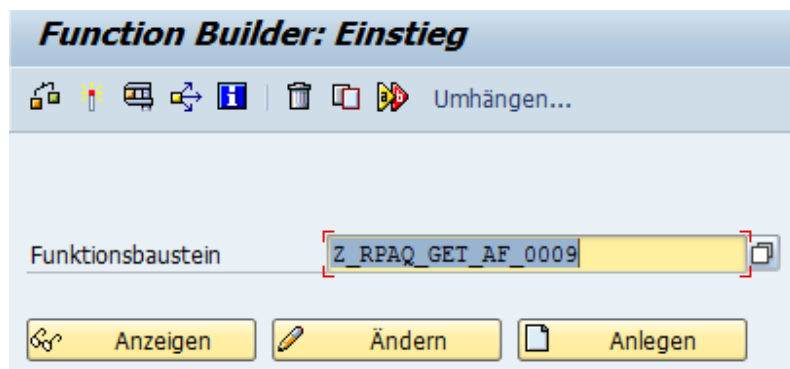 Function Builder: Einstieg
Umhängen...
Funktionsbaustein Z_RPAQ_GET_AF_0009
Anzeigen Ändern Anlegen